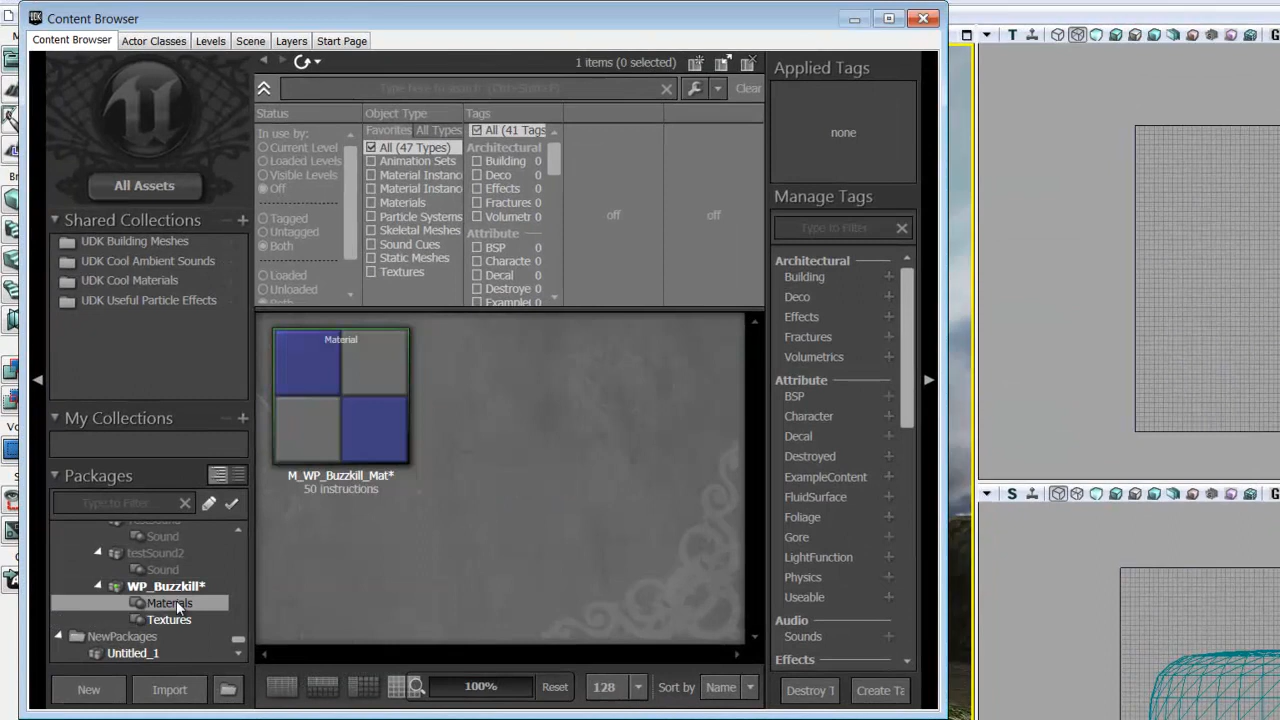 Content Browser
Content Browser
Actor Classes
Levels
Scene
Layers
Start Page
1 items (0 selected)
Clear
All Assets
Shared Collections
UDK Building Meshes
UDK Cool Ambient Sounds
UDK Cool Materials
UDK Useful Particle Effects
My Collections
Packages
Type to Filter
Sound
testSound2
Sound
WP_Buzzkill*
Materials
Textures
NewPackages
Untitled_1
New
Import
Status
In use by:
Current Level
Loaded Levels
Visible Levels
Off
Tagged
Untagged
Both
Loaded
Unloaded
Object Type
Favorites
All Types
All (47 Types)
Animation Sets
Material Instanc
Material Instanc
Materials
Particle Systems
Skeletal Meshes
Sound Cues
Static Meshes
Textures
Tags
All (41 Tags
Architectural
Building 0
Deco 0
Effects 0
Fractures 0
Volumetr 0
Attribute
BSP 0
Characte 0
Decal 0
Destroye 0
Example( 0
off
off
Material
M_WP_Buzzkill_Mat*
50 instructions
100%
Reset
128
Sort by
Name
Applied Tags
none
Manage Tags
Type to Filter
Architectural
Building
Deco
Effects
Fractures
Volumetrics
Attribute
BSP
Character
Decal
Destroyed
ExampleContent
FluidSurface
Foliage
Gore
LightFunction
Physics
Useable
Audio
Sounds
Effects
Destroy T
Create Ta
T
G
S
G